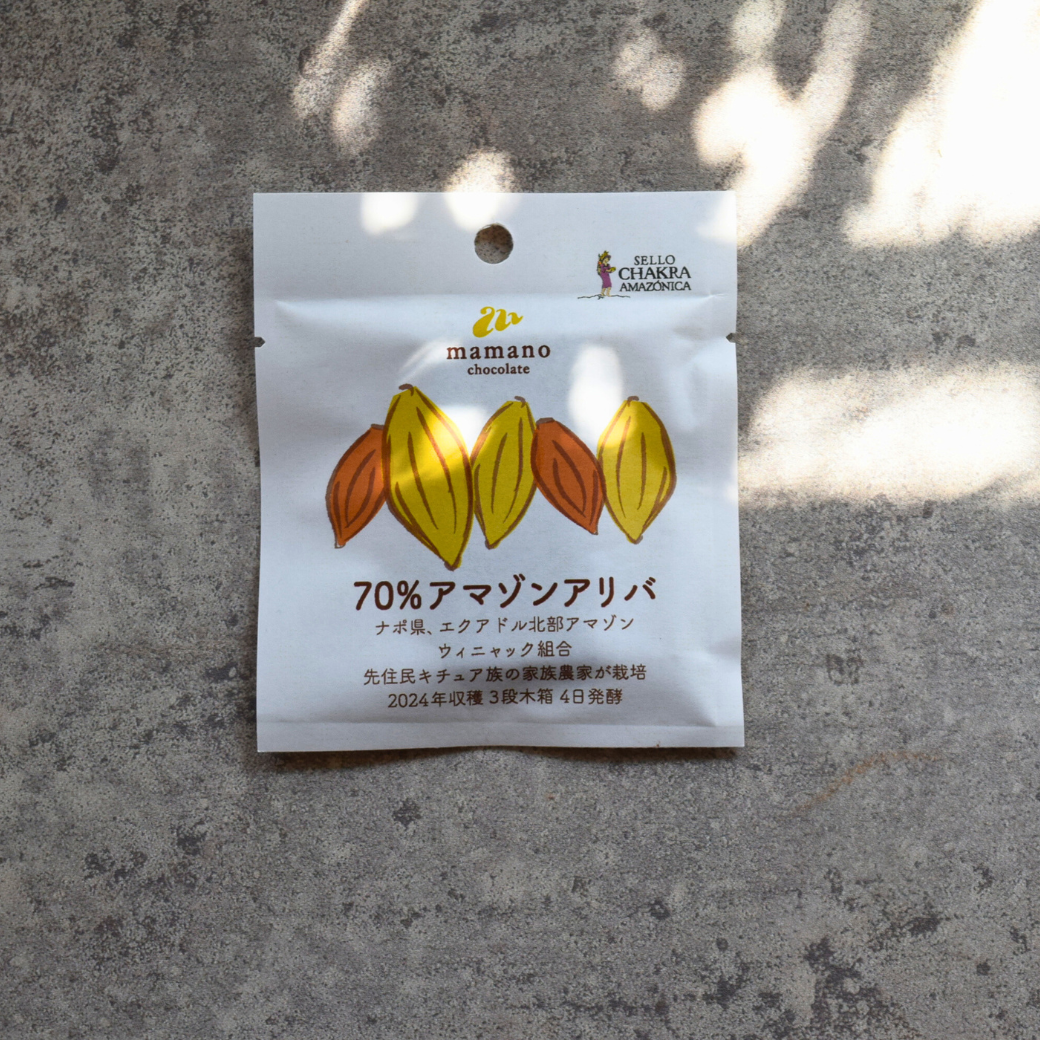 SELLO
CHAKRA
AMAZÓNICA
mamano
chocolate
70%アマゾンアリバ
ナポ県、エクアドル北部アマゾン
ウィニャック組合
先住民キチュア族の家族農家が栽培
2024年収穫 3段木箱 4日発酵